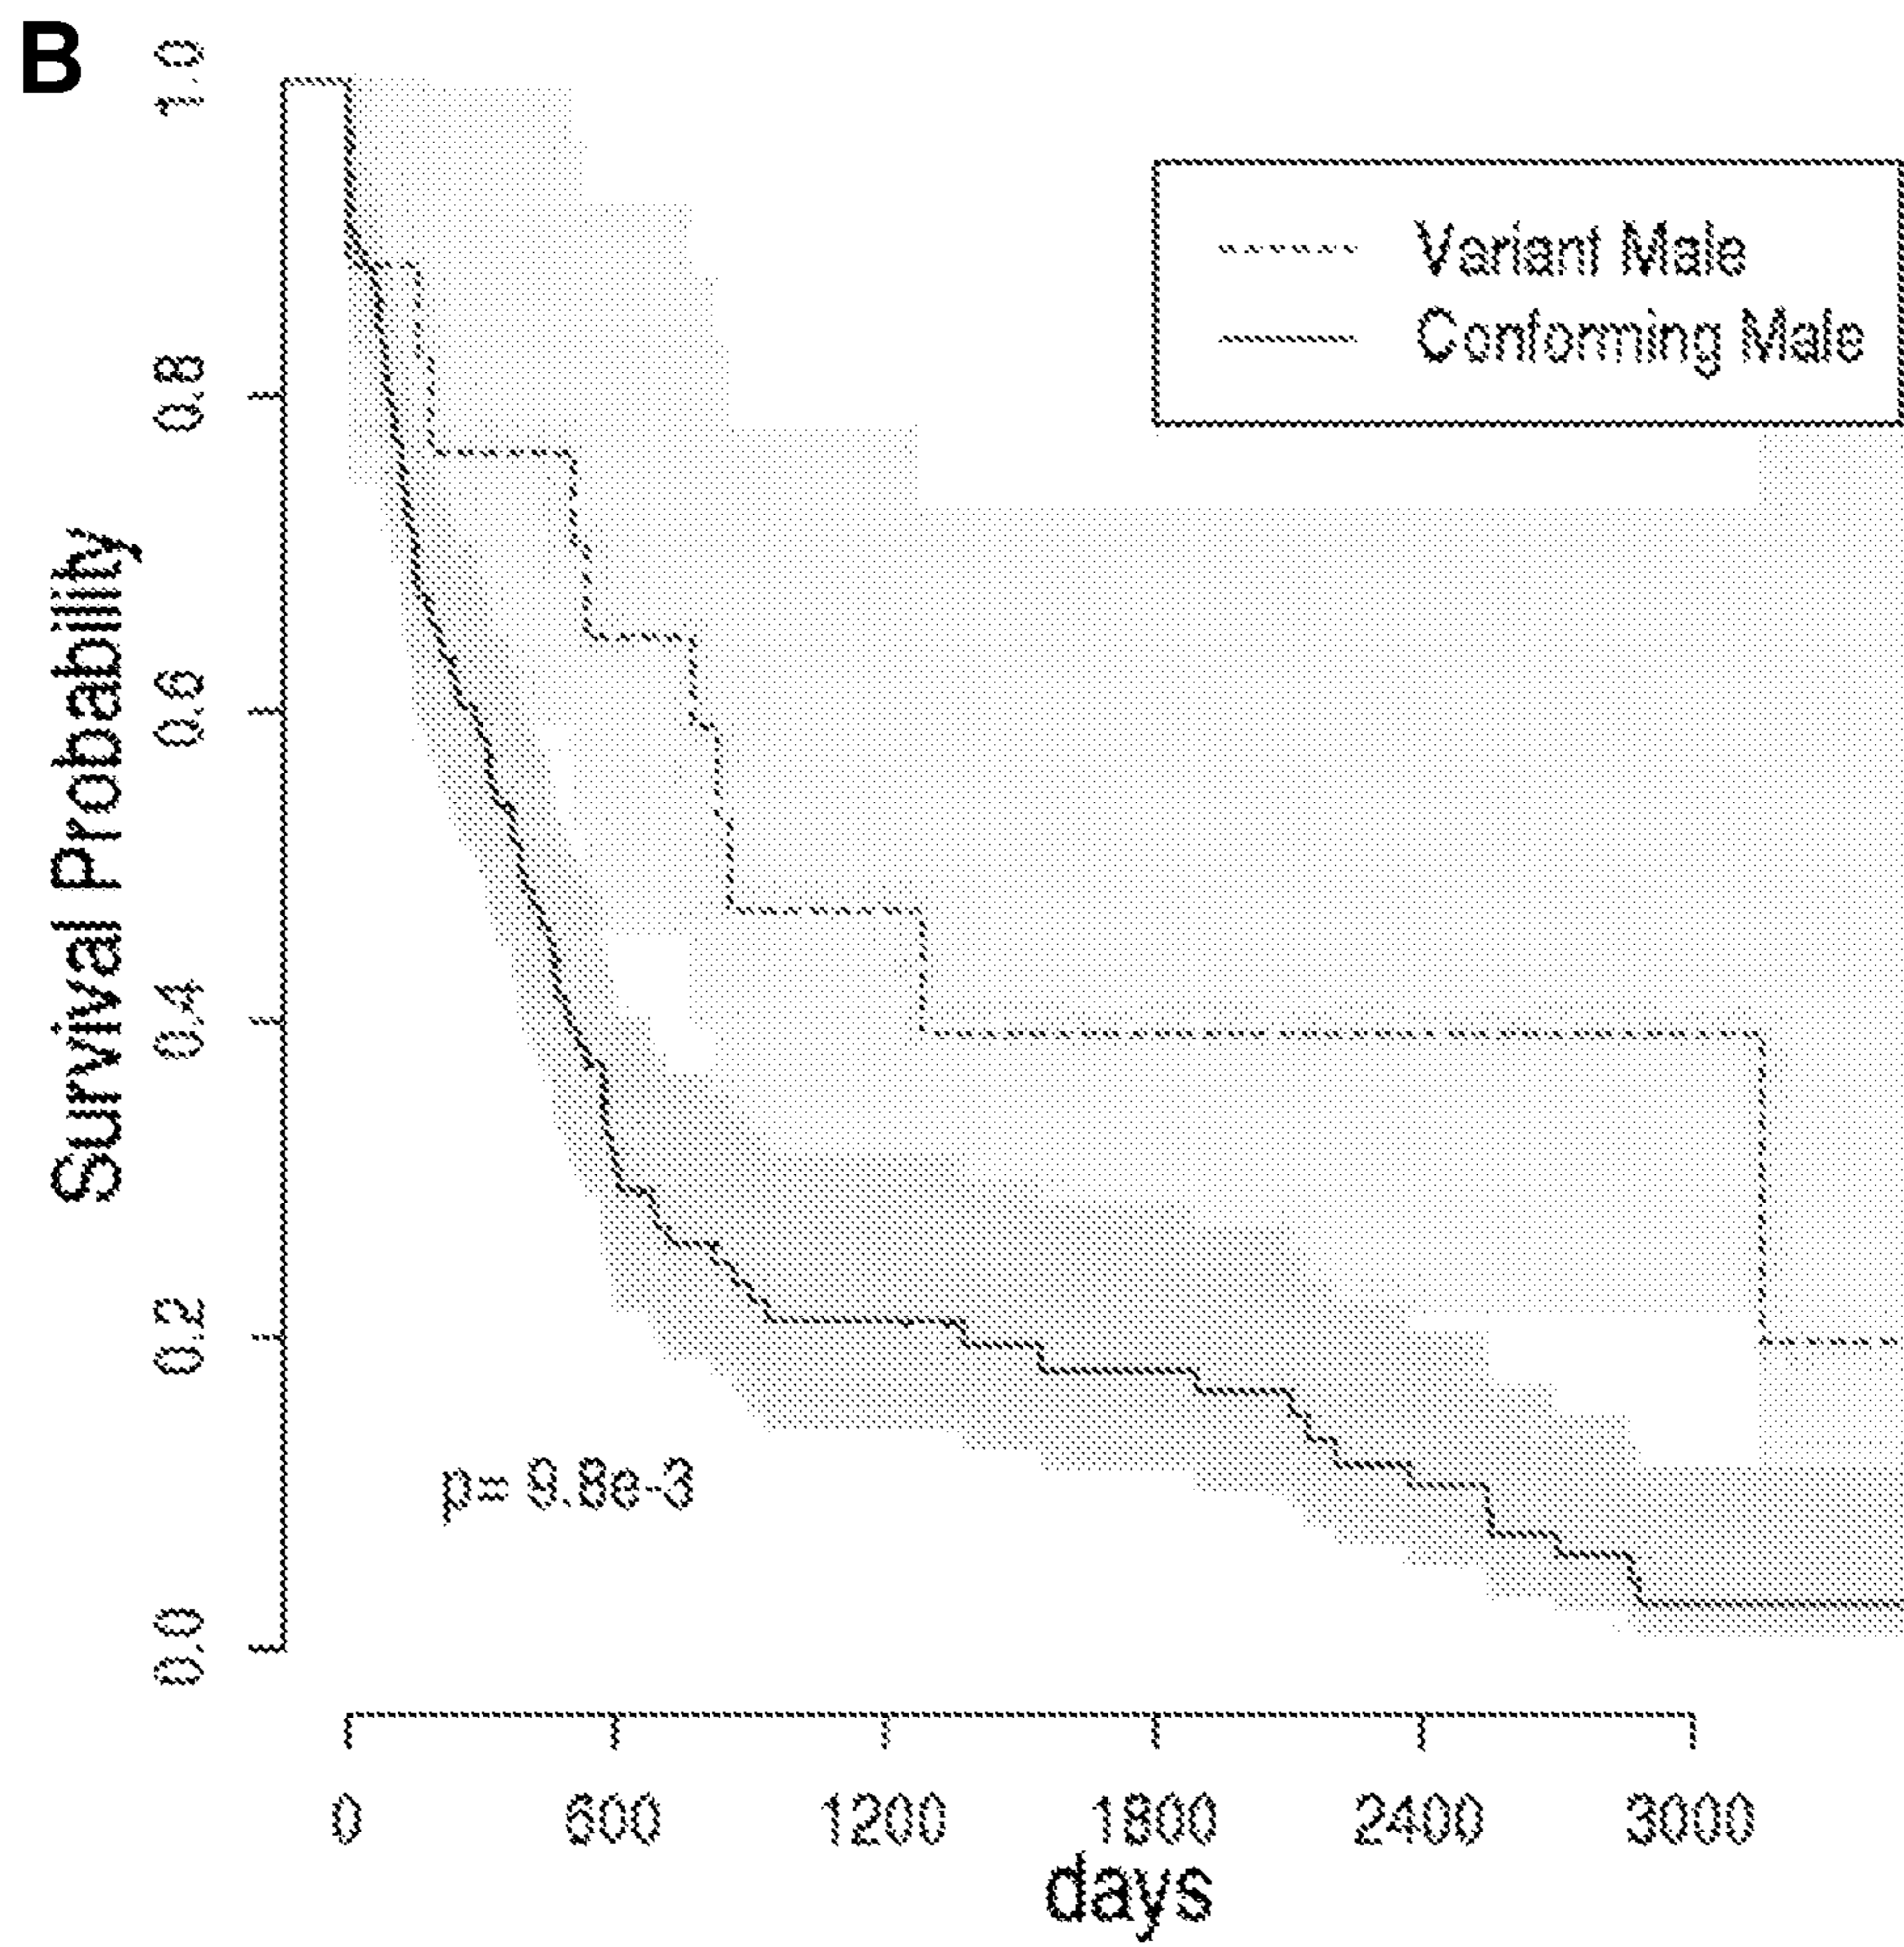 B
1.0
0.8
0.6
0.4
0.2
0.0
Survival Probability
Variant Male
Conforming Male
p= 9.8e-3
0 600 1200 1800 2400 3000
days